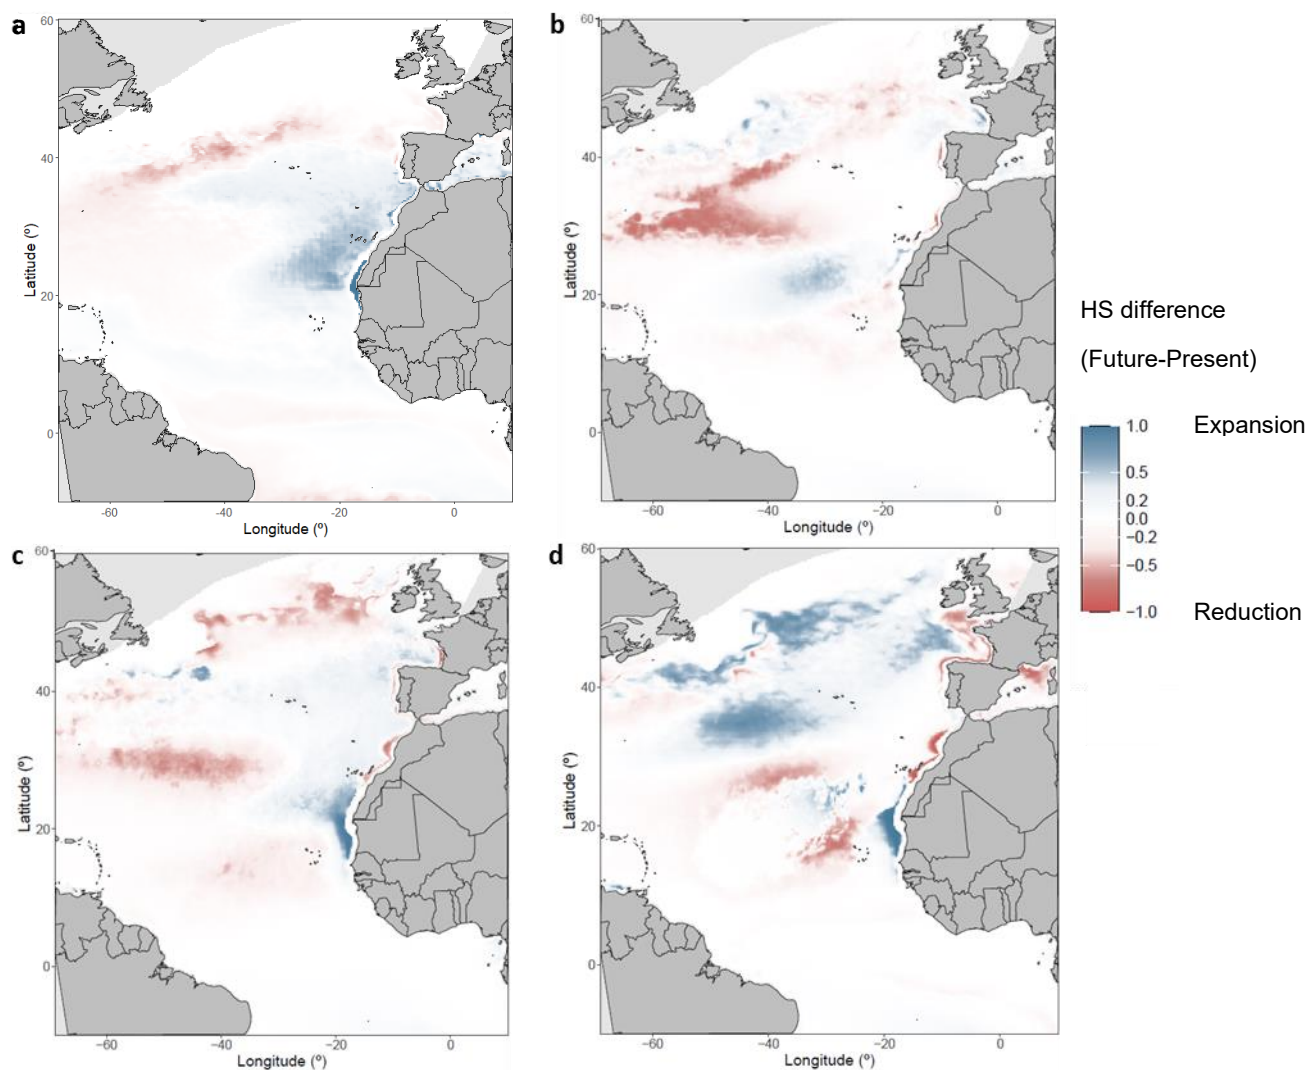 a
60
40
20
0
Latitude (º)
-60
-40
-20
0
Longitude (º)
b
60
40
20
0
Latitude (º)
−60
−40
−20
0
Longitude (º)
HS difference
(Future-Present)
Expansion
1.0
0.5
0.2
0.0
−0.2
−0.5
−1.0
Reduction
c
60
40
20
0
Latitude (º)
−60
−40
−20
0
Longitude (º)
d
60
40
20
0
Latitude (º)
−60
−40
−20
0
Longitude (º)